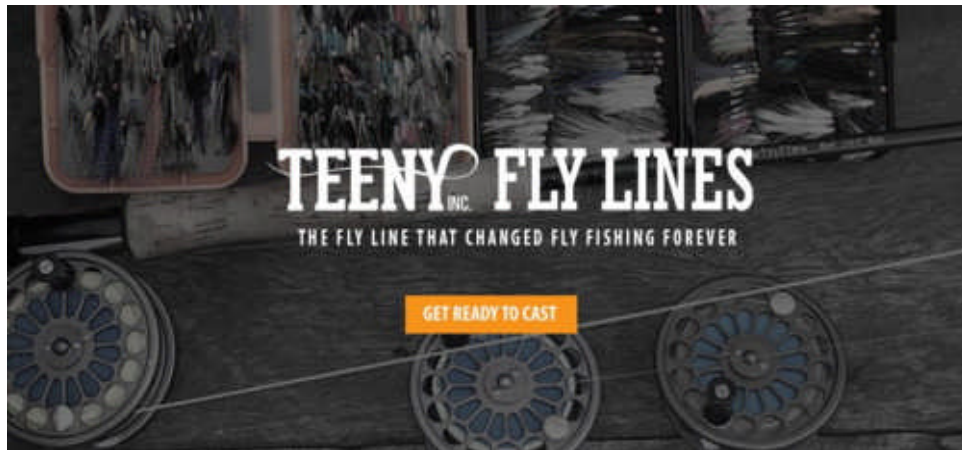 TEENY INC. FLY LINES
THE FLY LINE THAT CHANGED FLY FISHING FOREVER
GET READY TO CAST